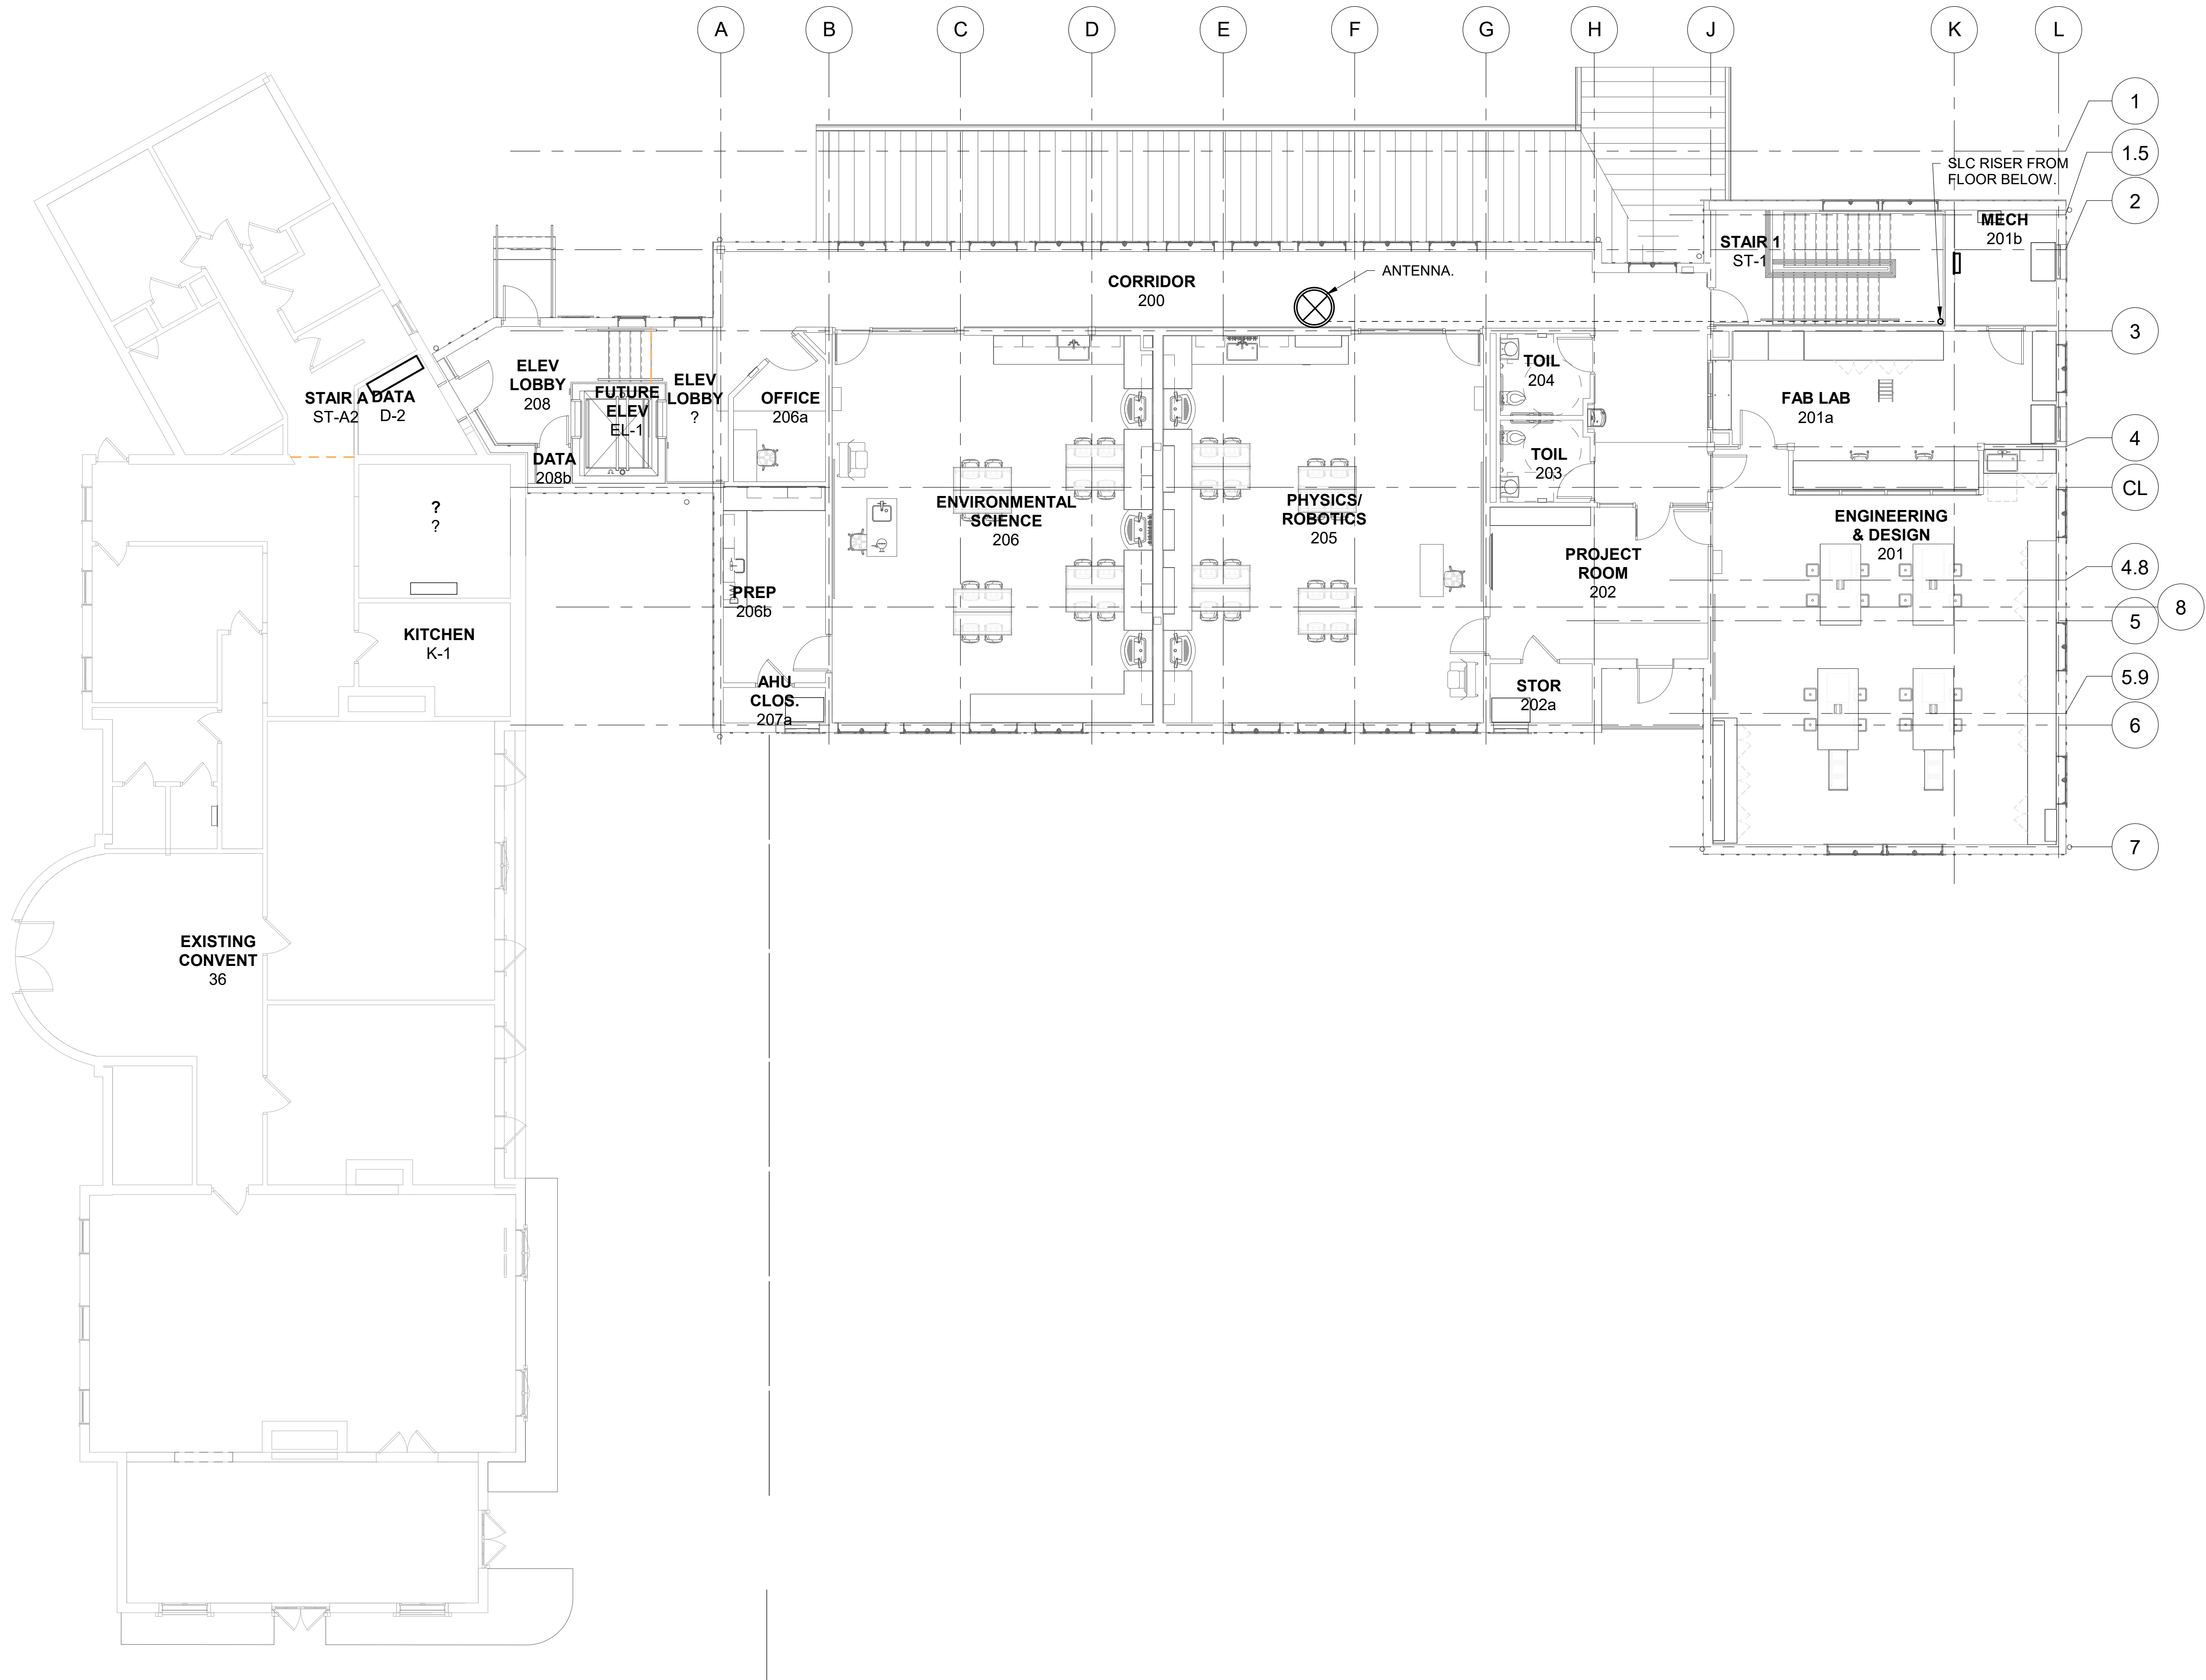 A
B
C
D
E
F
G
H
J
K
L
1
1.5
2
3
4
CL
4.8
8
5
5.9
6
7
SLC RISER FROM
FLOOR BELOW.
MECH
201b
STAIR 1
ST-1
ANTENNA.
CORRIDOR
200
ELEV
LOBBY
208
FUTURE
ELEV
EL-1
ELEV
LOBBY
?
OFFICE
206a
TOIL
204
FAB LAB
201a
STAIR A
ST-A2
DATA
D-2
DATA
208b
TOIL
203
?
?
ENVIRONMENTAL
SCIENCE
206
PHYSICS/
ROBOTICS
205
ENGINEERING
& DESIGN
201
PROJECT
ROOM
202
PREP
206b
KITCHEN
K-1
AHU
CLOS.
207a
STOR
202a
EXISTING
CONVENT
36